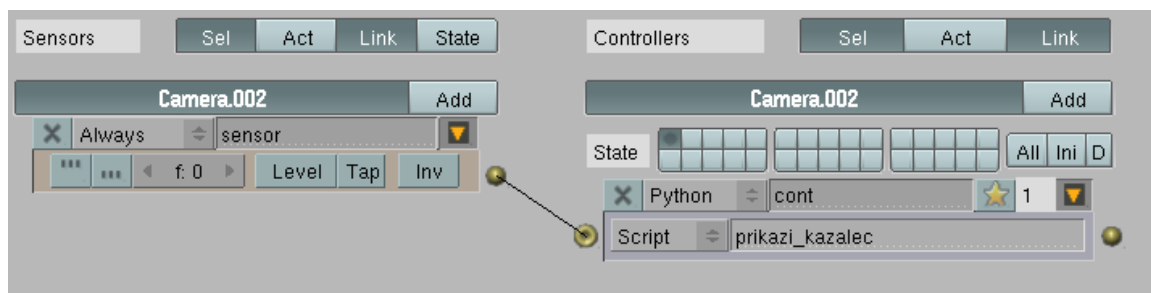 Sensors Sel Act Link State
Controllers Sel Act Link
Camera.002 Add
Camera.002 Add
Always sensor
State All Ini D
f: 0 Level Tap Inv
Python cont 1
Script prikazi_kazalec